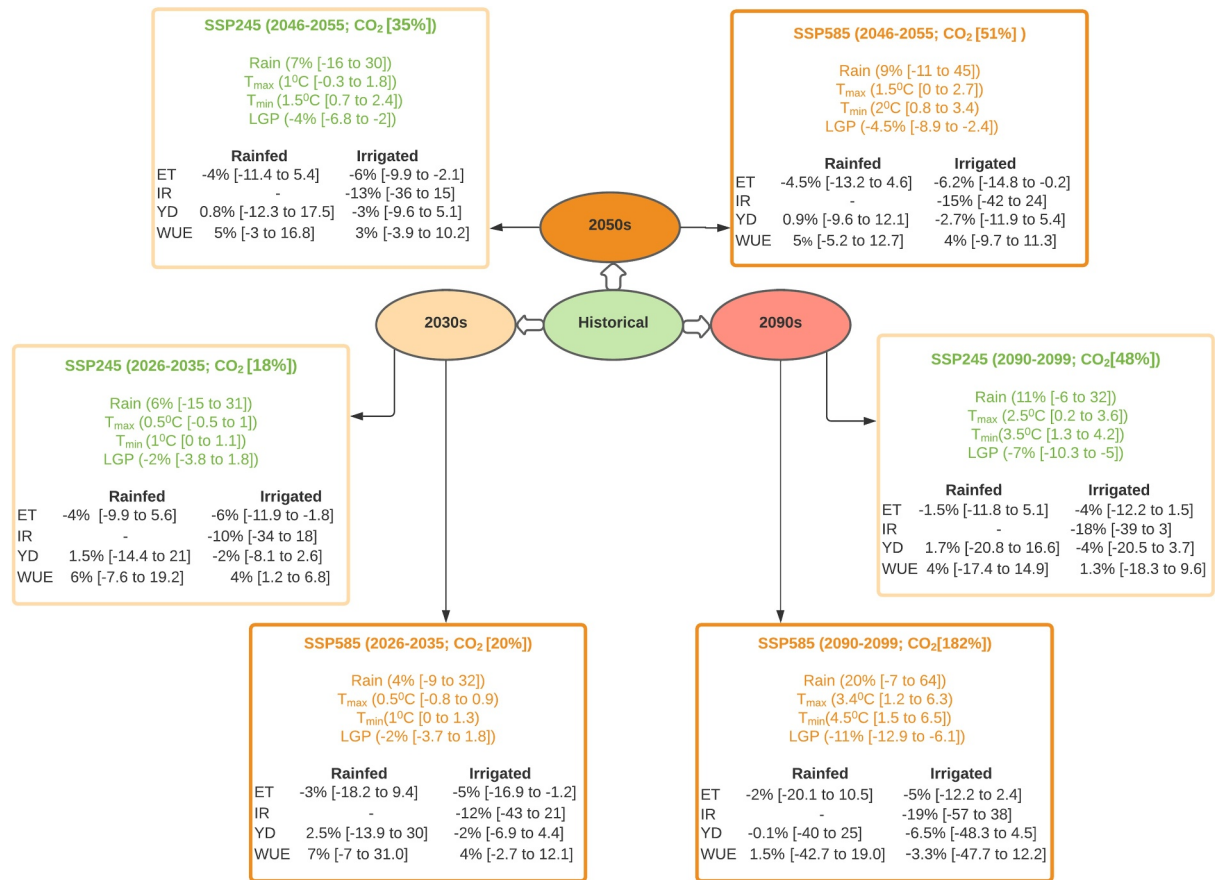 SSP245 (2046-2055; CO₂ [35%])
Rain (7% [-16 to 30])
Tmax (1⁰C [-0.3 to 1.8)
Tmin (1.5⁰C [0.7 to 2.4])
LGP (-4% [-6.8 to -2])
Rainfed Irrigated
ET -4% [-11.4 to 5.4] -6% [-9.9 to -2.1]
IR - -13% [-36 to 15]
YD 0.8% [-12.3 to 17.5] -3% [-9.6 to 5.1]
WUE 5% [-3 to 16.8] 3% [-3.9 to 10.2]
SSP585 (2046-2055; CO₂ [51%] )
Rain (9% [-11 to 45])
Tmax (1.5⁰C [0 to 2.7])
Tmin (2⁰C [0.8 to 3.4)
LGP (-4.5% [-8.9 to -2.4])
Rainfed Irrigated
ET -4.5% [-13.2 to 4.6] -6.2% [-14.8 to -0.2]
IR - -15% [-42 to 24]
YD 0.9% [-9.6 to 12.1] -2.7% [-11.9 to 5.4]
WUE 5% [-5.2 to 12.7] 4% [-9.7 to 11.3]
2050s
2030s
Historical
2090s
SSP245 (2026-2035; CO₂ [18%])
Rain (6% [-15 to 31])
Tmax (0.5⁰C [-0.5 to 1])
Tmin (1⁰C [0 to 1.1])
LGP (-2% [-3.8 to 1.8])
Rainfed Irrigated
ET -4% [-9.9 to 5.6] -6% [-11.9 to -1.8]
IR - -10% [-34 to 18]
YD 1.5% [-14.4 to 21] -2% [-8.1 to 2.6]
WUE 6% [-7.6 to 19.2] 4% [1.2 to 6.8]
SSP245 (2090-2099; CO₂[48%])
Rain (11% [-6 to 32])
Tmax (2.5⁰C [0.2 to 3.6])
Tmin(3.5⁰C [1.3 to 4.2])
LGP (-7% [-10.3 to -5])
Rainfed Irrigated
ET -1.5% [-11.8 to 5.1] -4% [-12.2 to 1.5]
IR - -18% [-39 to 3]
YD 1.7% [-20.8 to 16.6] -4% [-20.5 to 3.7]
WUE 4% [-17.4 to 14.9] 1.3% [-18.3 to 9.6]
SSP585 (2026-2035; CO₂ [20%])
Rain (4% [-9 to 32])
Tmax (0.5⁰C [-0.8 to 0.9)
Tmin(1⁰C [0 to 1.3)
LGP (-2% [-3.7 to 1.8])
Rainfed Irrigated
ET -3% [-18.2 to 9.4] -5% [-16.9 to -1.2]
IR - -12% [-43 to 21]
YD 2.5% [-13.9 to 30] -2% [-6.9 to 4.4]
WUE 7% [-7 to 31.0] 4% [-2.7 to 12.1]
SSP585 (2090-2099; CO₂[182%])
Rain (20% [-7 to 64])
Tmax (3.4⁰C [1.2 to 6.3)
Tmin(4.5⁰C [1.5 to 6.5])
LGP (-11% [-12.9 to -6.1])
Rainfed Irrigated
ET -2% [-20.1 to 10.5] -5% [-12.2 to 2.4]
IR - -19% [-57 to 38]
YD -0.1% [-40 to 25] -6.5% [-48.3 to 4.5]
WUE 1.5% [-42.7 to 19.0] −3.3% [-47.7 to 12.2]